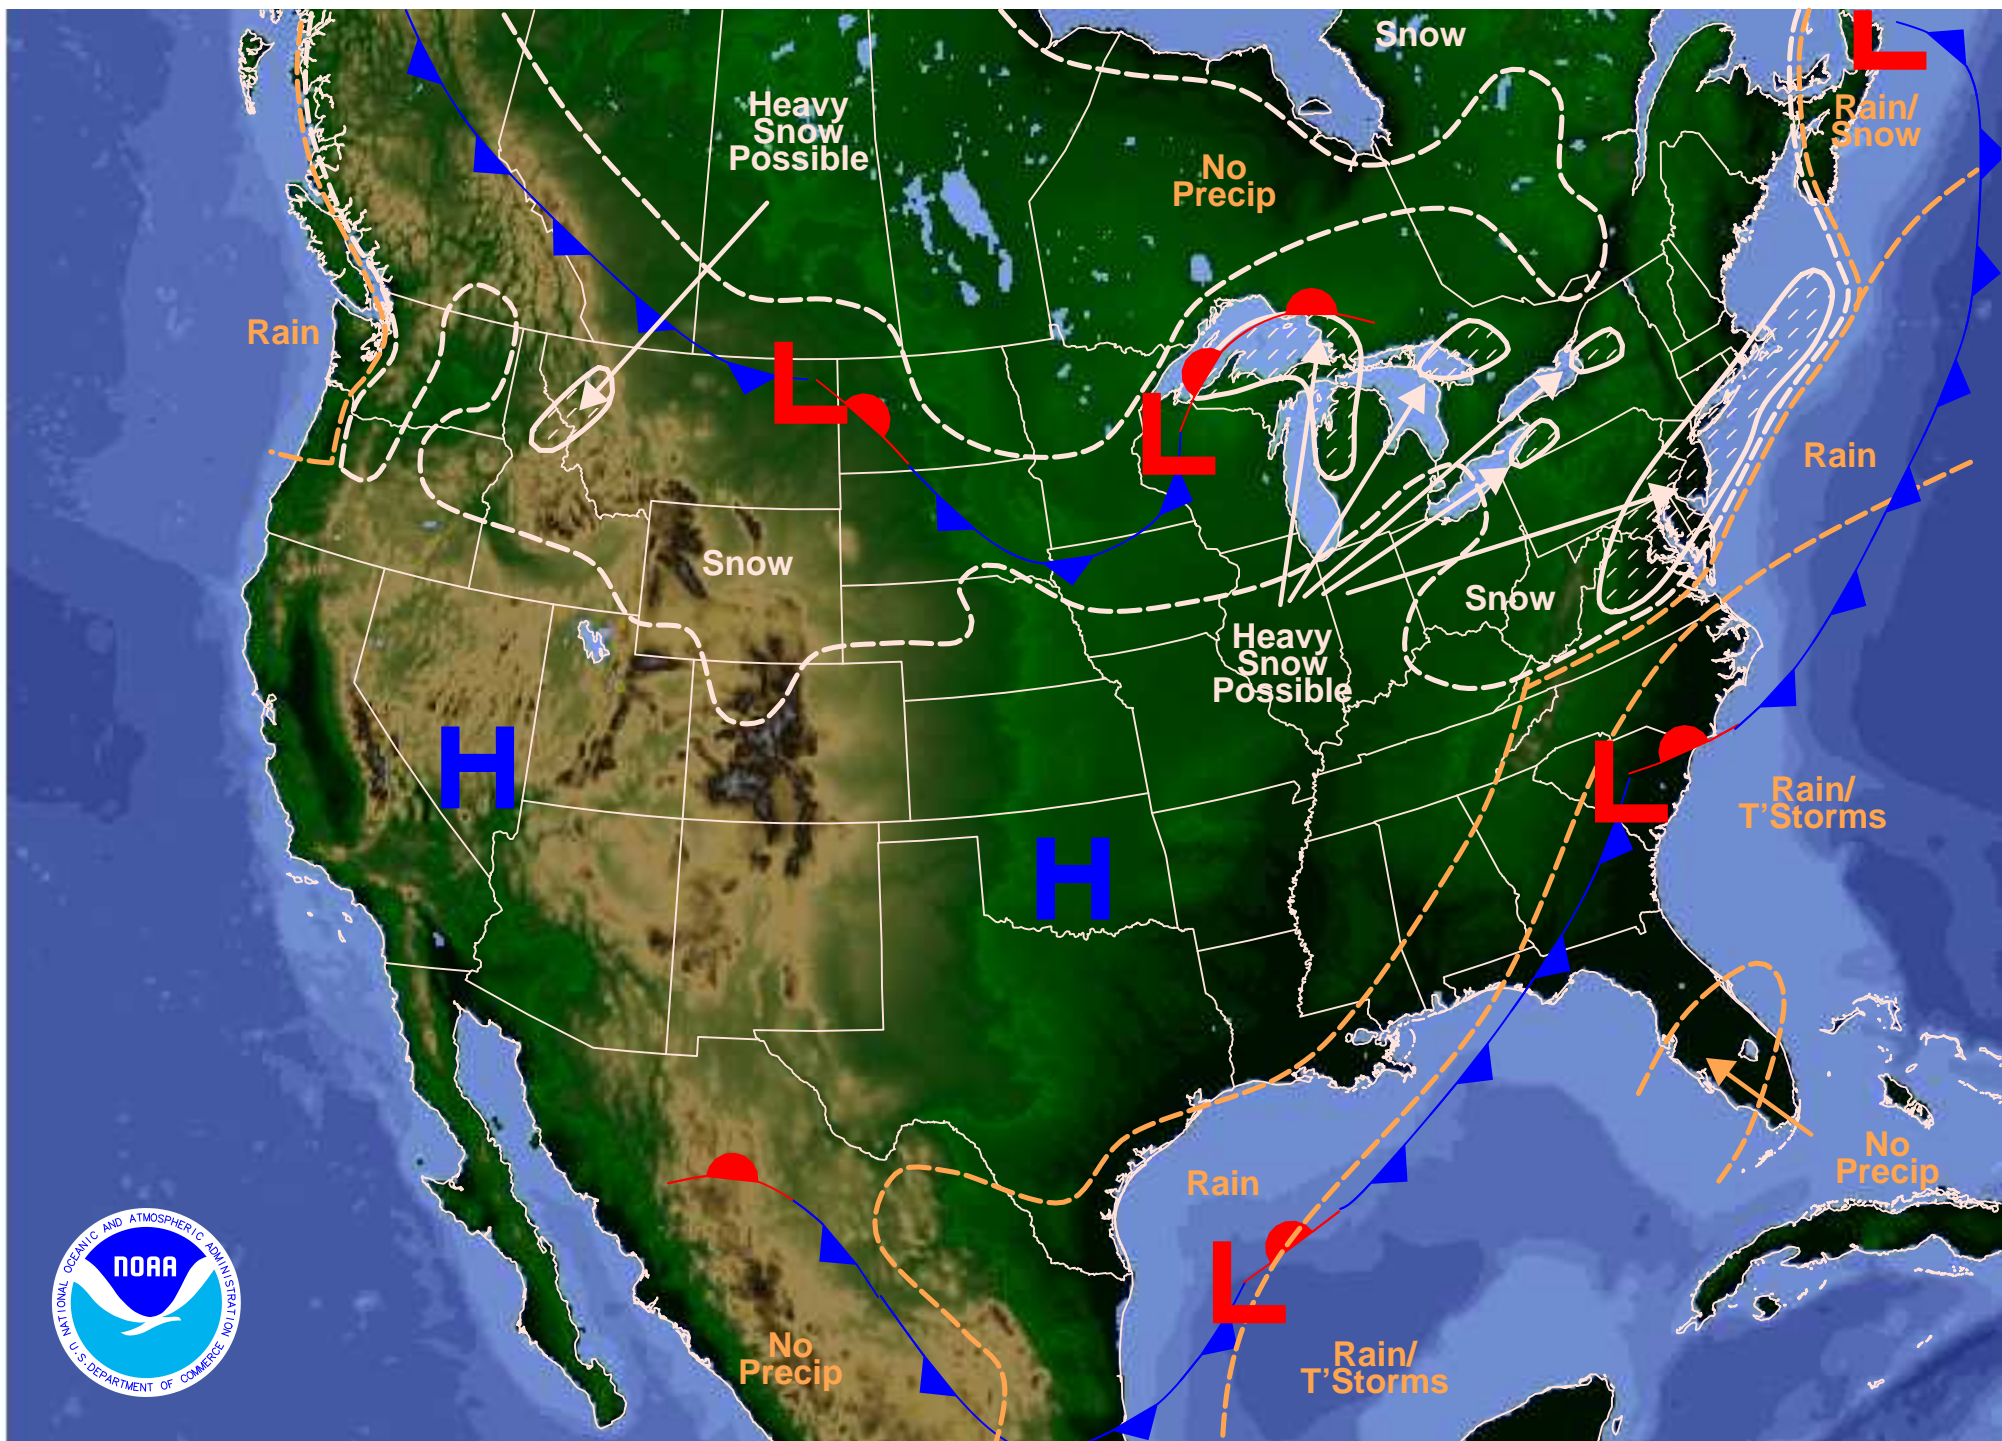 Snow
Heavy
Snow
Possible
Rain/
Snow
No
Precip
Rain
L
L
L
Rain
Snow
Snow
Heavy
Snow
Possible
H
L
Rain/
T'Storms
H
No
Precip
Rain
L
No
Precip
Rain/
T'Storms
NATIONAL OCEANIC AND ATMOSPHERIC ADMINISTRATION
NOAA
U.S. DEPARTMENT OF COMMERCE